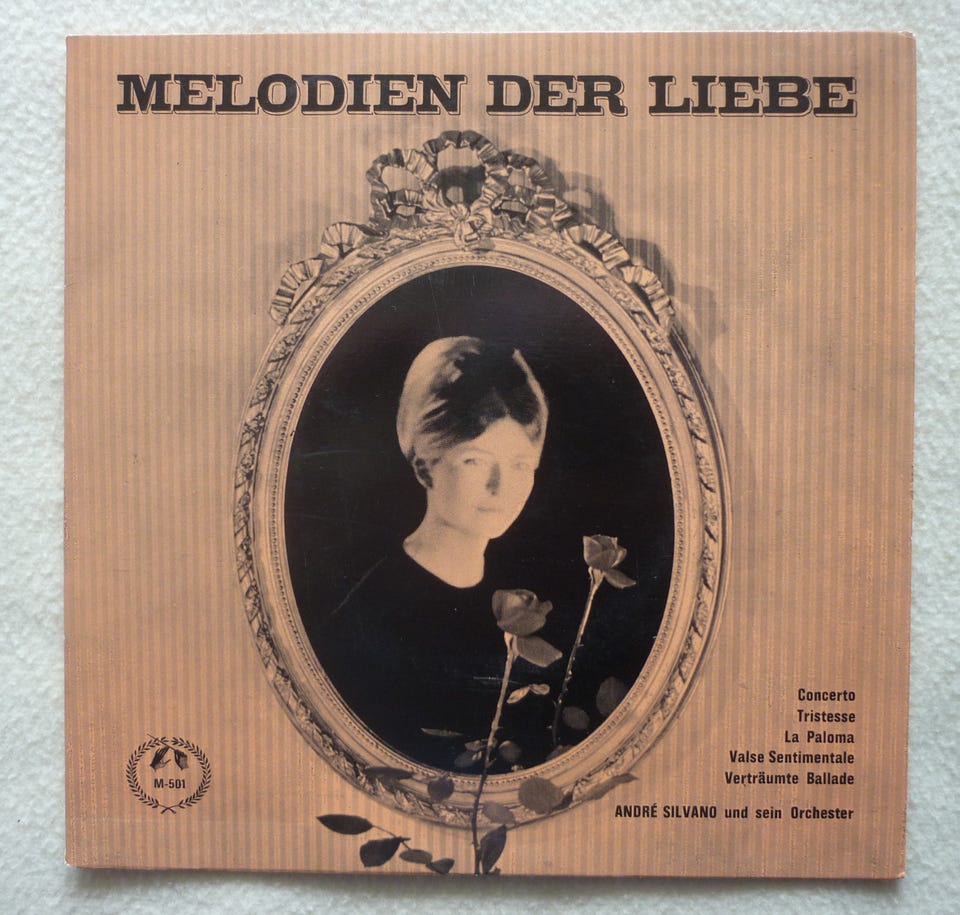 MELODIEN DER LIEBE
Concerto
Tristesse
La Paloma
Valse Sentimentale
Verträumte Ballade
ANDRÉ SILVANO und sein Orchester
M-501